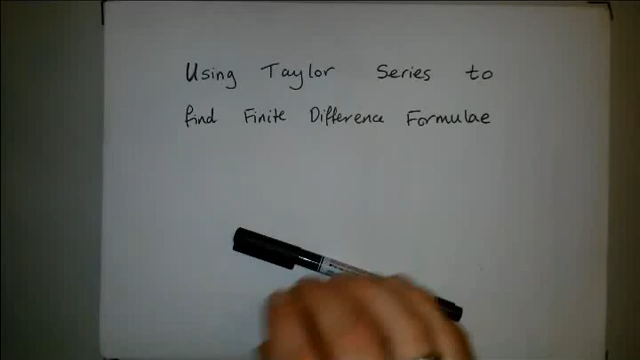 Using Taylor Series to
find Finite Difference Formulae